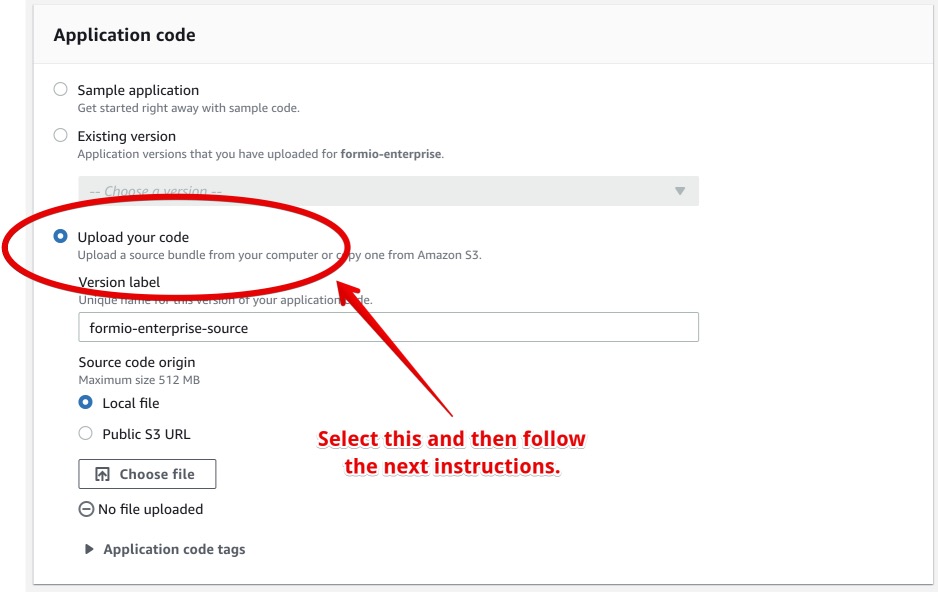 Application code
Sample application
Get started right away with sample code.
Existing version
Application versions that you have uploaded for formio-enterprise.
-- Choose a version --
Upload your code
Upload a source bundle from your computer or copy one from Amazon S3.
Version label
Unique name for this version of your application code.
formio-enterprise-source
Source code origin
Maximum size 512 MB
Local file
Public S3 URL
Select this and then follow
the next instructions.
Choose file
No file uploaded
Application code tags